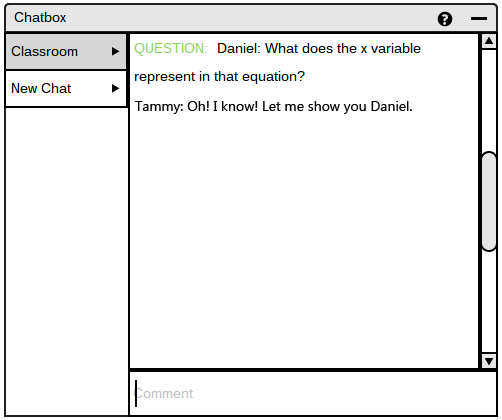 Chatbox
?
Classroom
New Chat
QUESTION: Daniel: What does the x variable
represent in that equation?
Tammy: Oh! I know! Let me show you Daniel.
Comment